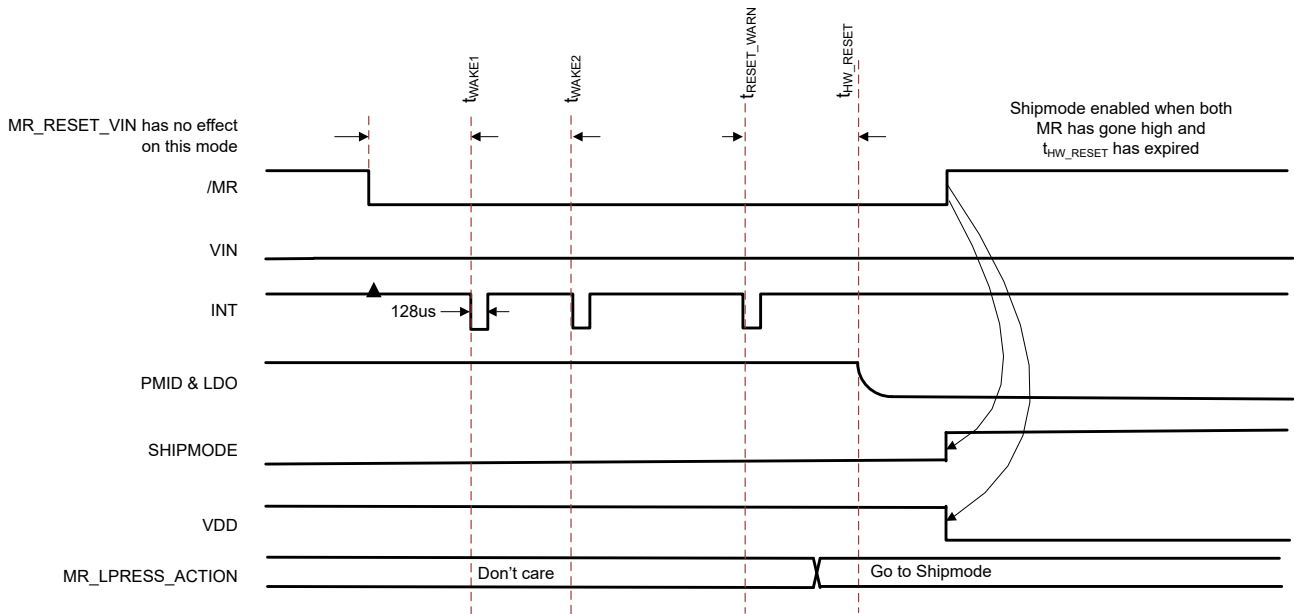 tWAKE1
tWAKE2
tRESET_WARN
tHW_RESET
MR_RESET_VIN has no effect
on this mode
Shipmode enabled when both
MR has gone high and
tHW_RESET has expired
/MR
VIN
INT
128us
PMID & LDO
SHIPMODE
VDD
MR_LPRESS_ACTION
Don't care
Go to Shipmode